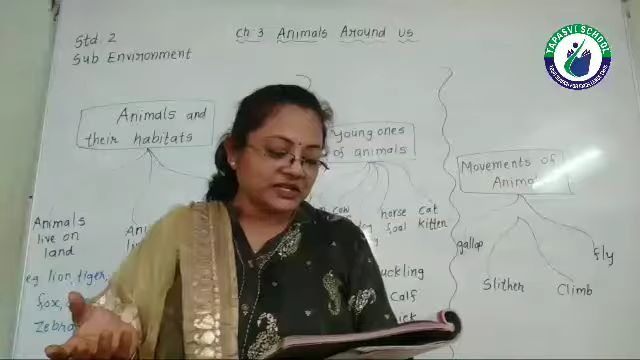 Std. 2
Sub Environment
Ch: 3 Animals Around us
TAPASVI SCHOOL
Animals and
their habitats
Young ones
of animals
Movements of
Animals
Animals
live on
land
eg lion, tiger,
fox,
Zebra
cow
horse
foal
cat
kitten
duckling
Calf
gallop
Slither
Climb
fly